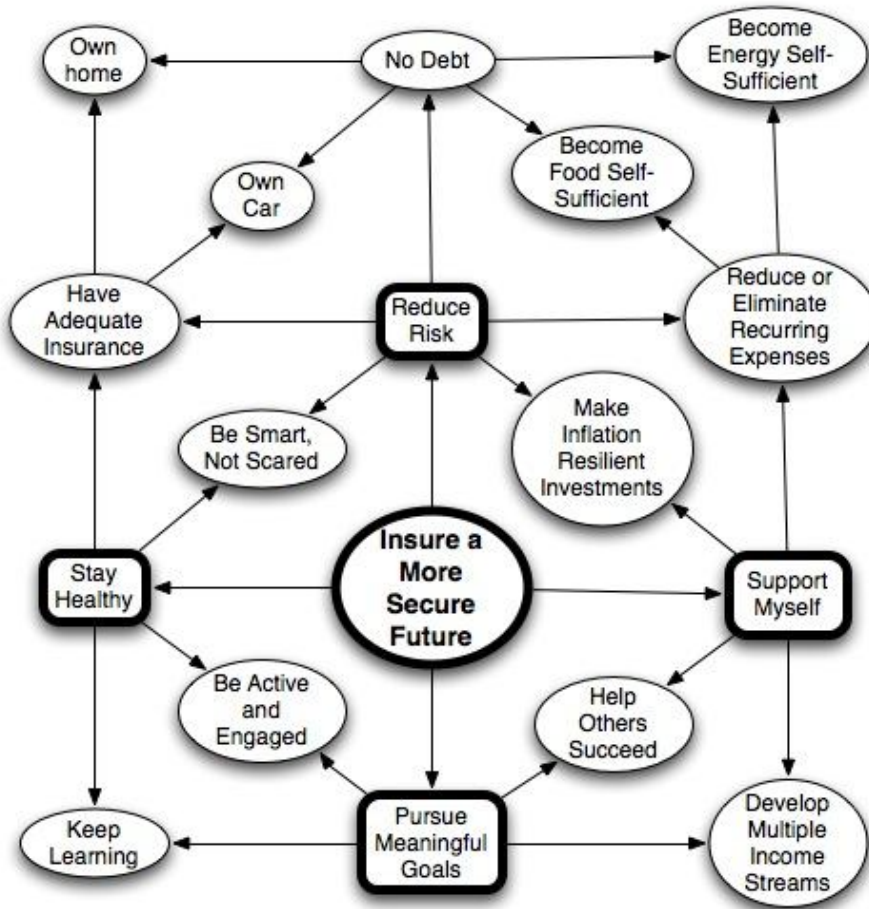 Own
home
No Debt
Become
Energy Self-
Sufficient
Own
Car
Become
Food Self-
Sufficient
Have
Adequate
Insurance
Reduce
Risk
Reduce or
Eliminate
Recurring
Expenses
Be Smart,
Not Scared
Make
Inflation
Resilient
Investments
Stay
Healthy
Insure a
More
Secure
Future
Support
Myself
Be Active
and
Engaged
Help
Others
Succeed
Keep
Learning
Pursue
Meaningful
Goals
Develop
Multiple
Income
Streams